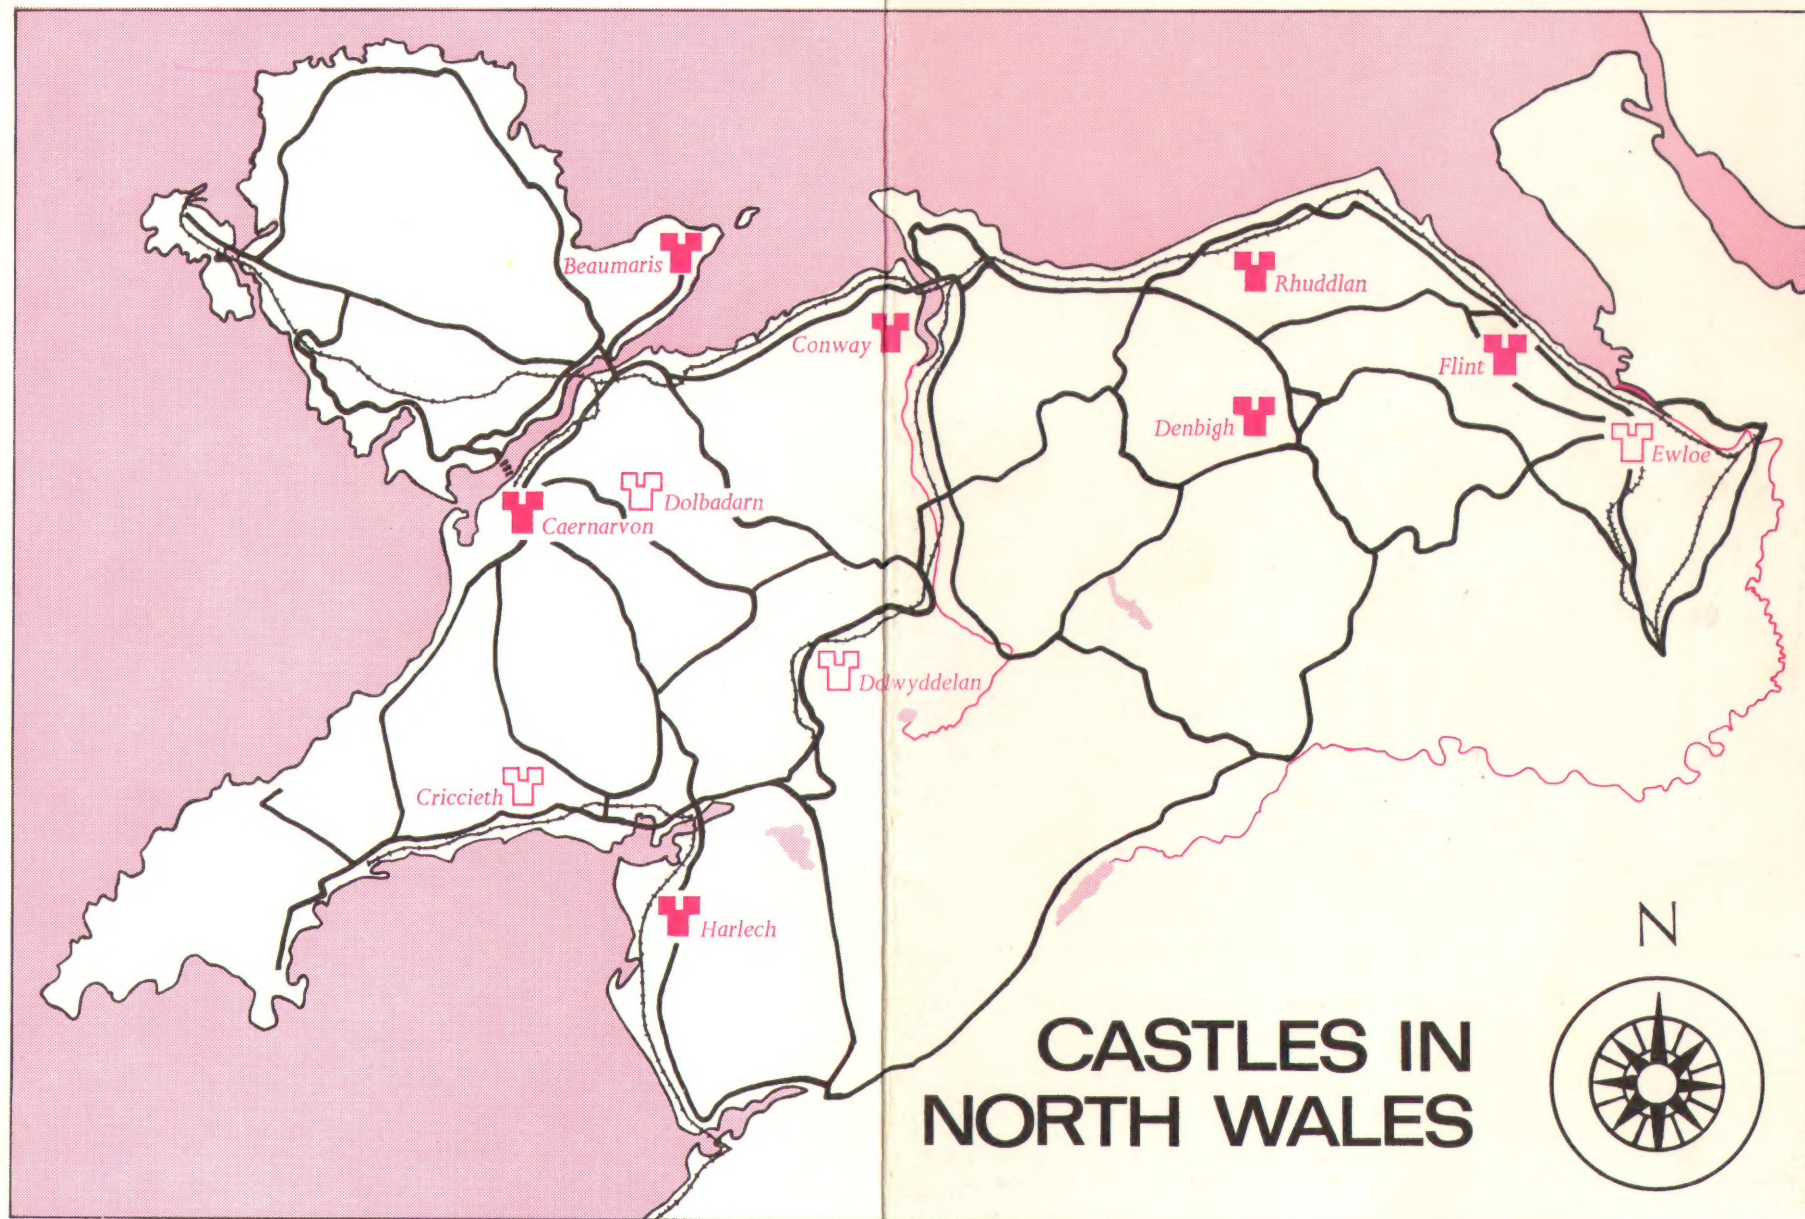 Beaumaris
Rhuddlan
Conway
Flint
Denbigh
Ewloe
Dolbadarn
Caernarvon
Dolwyddelan
Criccieth
Harlech
N
CASTLES IN
NORTH WALES